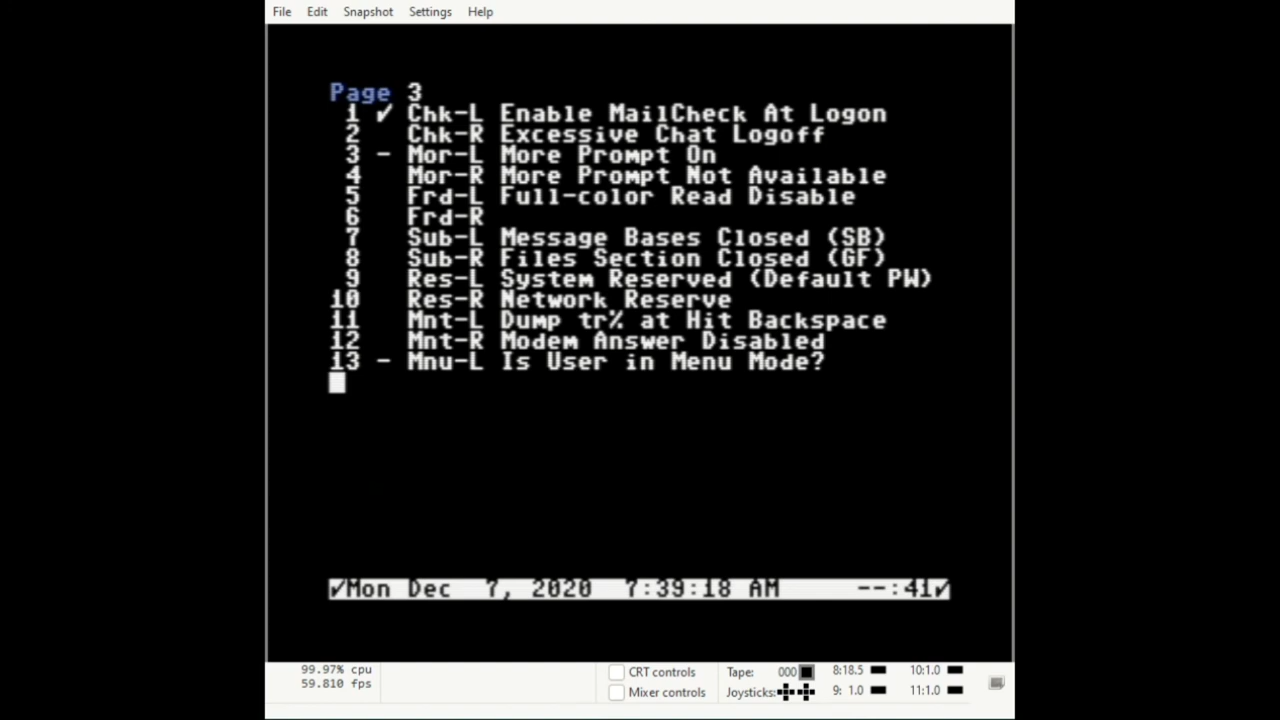 File Edit Snapshot Settings Help
Page 3
1 ✓ Chk-L Enable MailCheck At Logon
2 Chk-R Excessive Chat Logoff
3 - Mor-L More Prompt On
4 Mor-R More Prompt Not Available
5 Frd-L Full-color Read Disable
6 Frd-R
7 Sub-L Message Bases Closed (SB)
8 Sub-R Files Section Closed (GF)
9 Res-L System Reserved (Default PW)
10 Res-R Network Reserve
11 Mnt-L Dump tr% at Hit Backspace
12 Mnt-R Modem Answer Disabled
13 - Mnu-L Is User in Menu Mode?
✓Mon Dec 7, 2020 7:39:18 AM --:41✓
99.97% cpu CRT controls Tape: 000 8:18.5 10:1.0
59.810 fps Mixer controls Joysticks: 9: 1.0 11:1.0